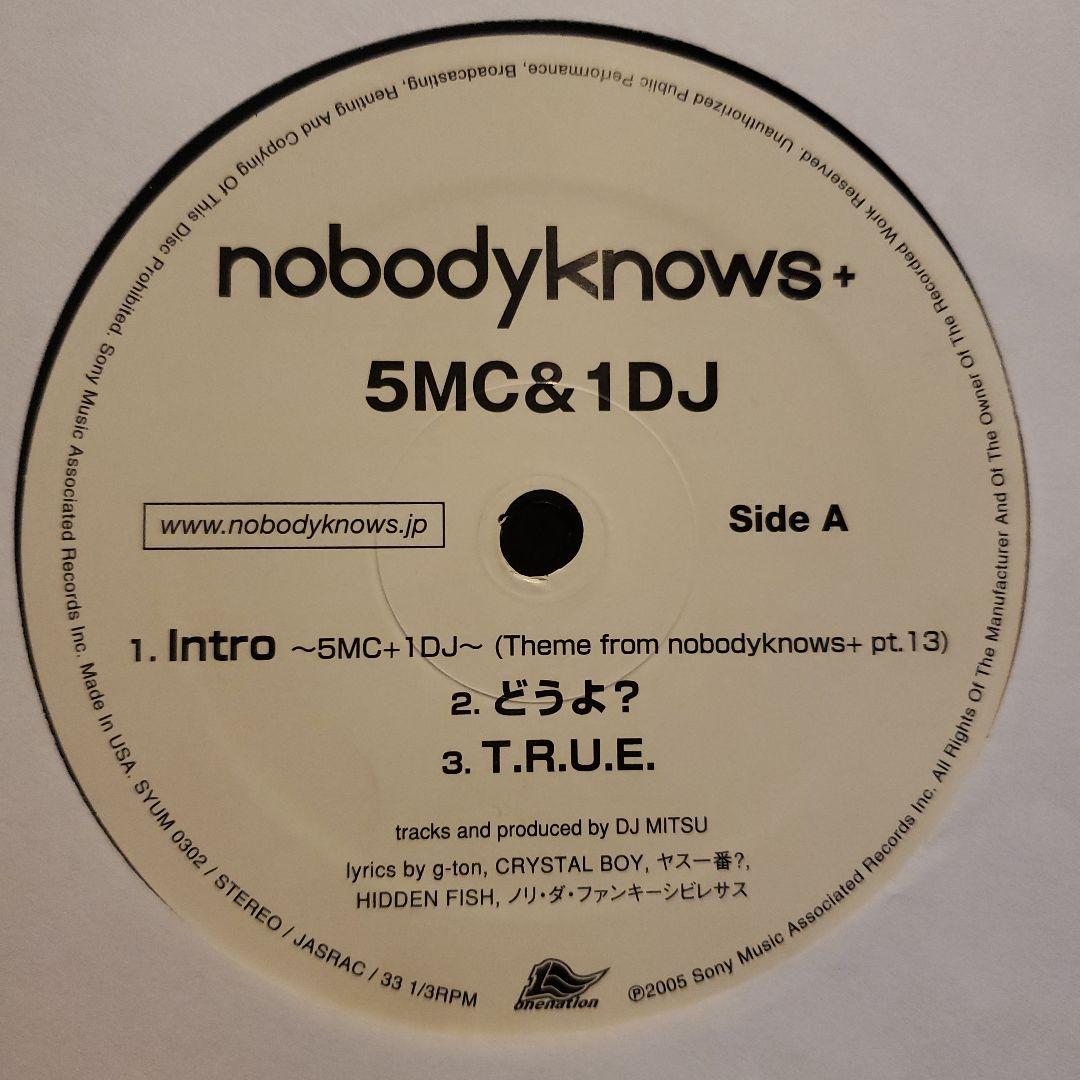 nobodyknows+
5MC&1DJ
www.nobodyknows.jp
Side A
1. Intro ～5MC+1DJ～ (Theme from nobodyknows+ pt.13)
2. どうよ?
3. T.R.U.E.
tracks and produced by DJ MITSU
lyrics by g-ton, CRYSTAL BOY, ヤス一番?,
HIDDEN FISH, ノリ・ダ・ファンキーシビレサス
onenation
SYUM 0302 / STEREO / JASRAC / 33 1/3RPM
℗2005 Sony Music Associated Records Inc. All Rights Of The Manufacturer And Of The Owner Of The Recorded Work Reserved. Unauthorized Public Performance, Broadcasting, Renting And Copying Of This Disc Prohibited. Sony Music Associated Records Inc. Made In USA.